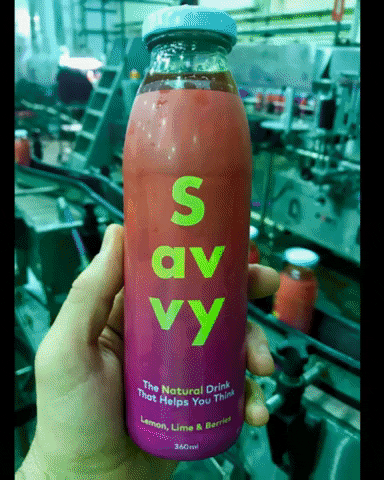 S
av
vy
The Natural Drink
That Helps You Think
Lemon, Lime & Berries
360ml